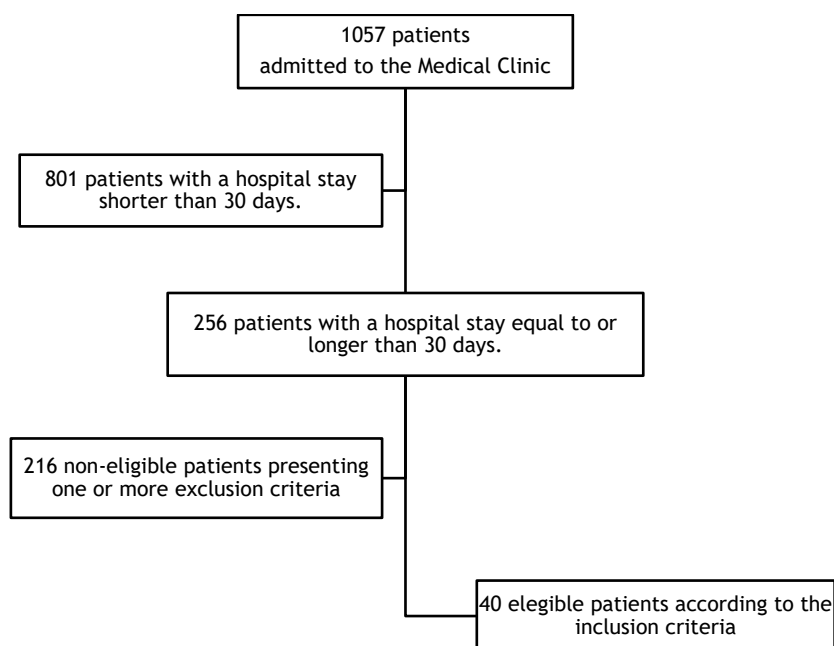 1057 patients
admitted to the Medical Clinic
801 patients with a hospital stay
shorter than 30 days.
256 patients with a hospital stay equal to or
longer than 30 days.
216 non-eligible patients presenting
one or more exclusion criteria
40 elegible patients according to the
inclusion criteria